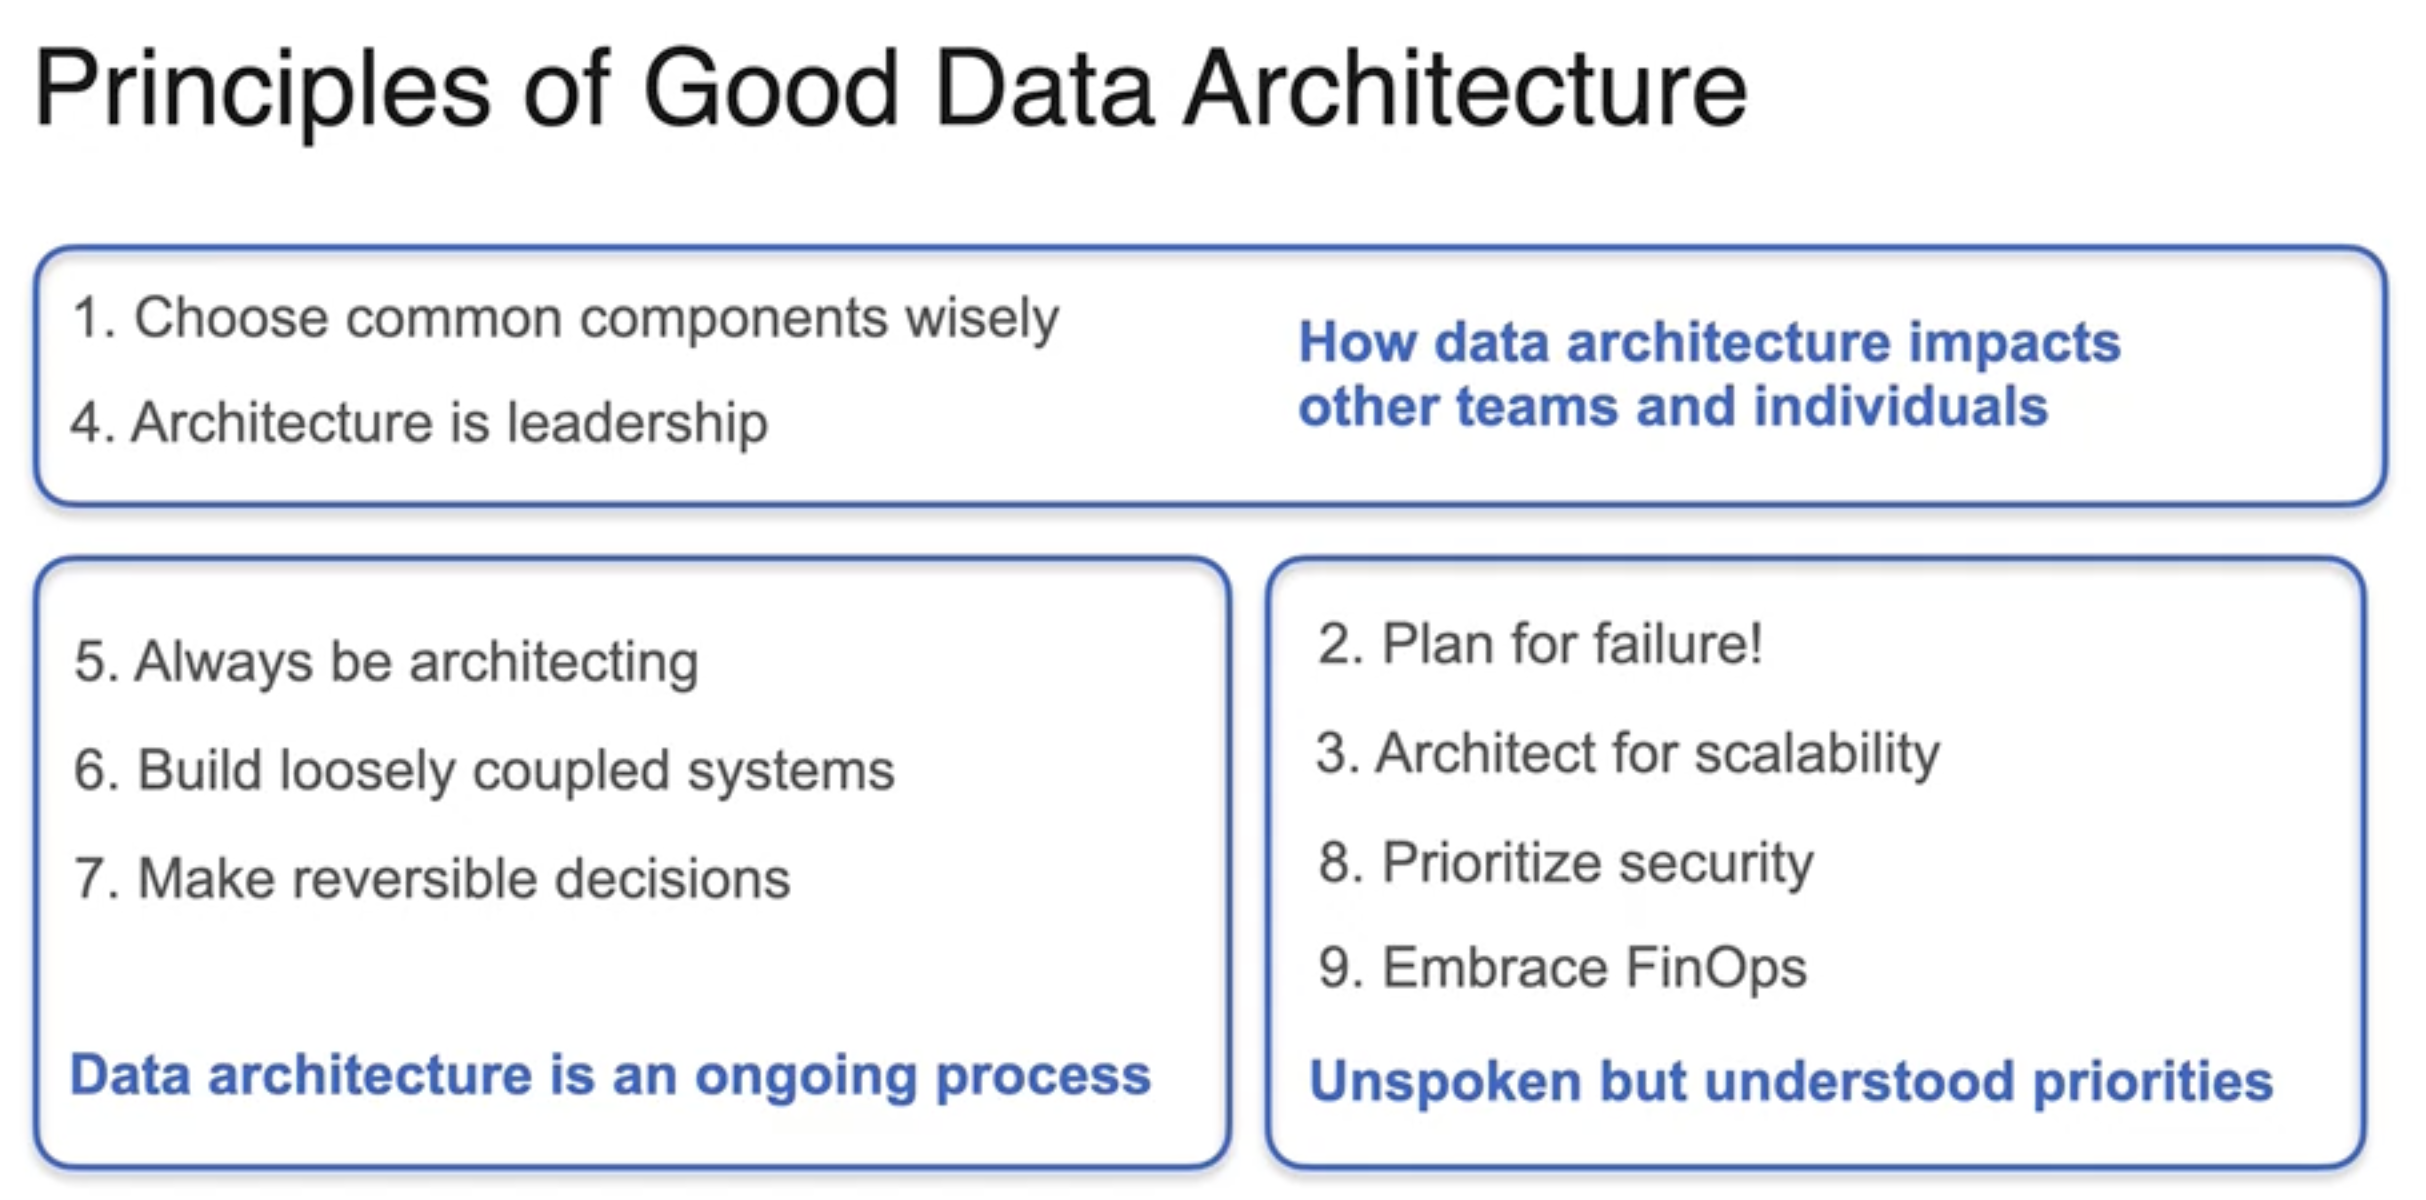 Principles of Good Data Architecture
1. Choose common components wisely
4. Architecture is leadership
How data architecture impacts
other teams and individuals
5. Always be architecting
6. Build loosely coupled systems
7. Make reversible decisions
Data architecture is an ongoing process
2. Plan for failure!
3. Architect for scalability
8. Prioritize security
9. Embrace FinOps
Unspoken but understood priorities